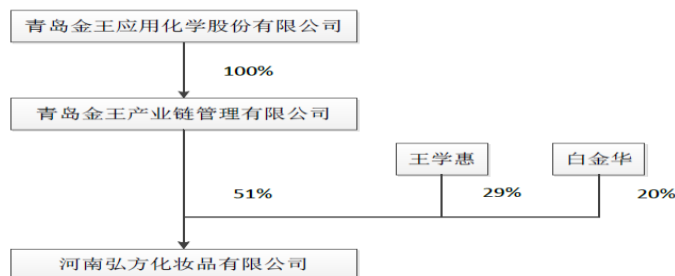 青岛金王应用化学股份有限公司
100%
青岛金王产业链管理有限公司
王学惠
白金华
51%
29%
20%
河南弘方化妆品有限公司